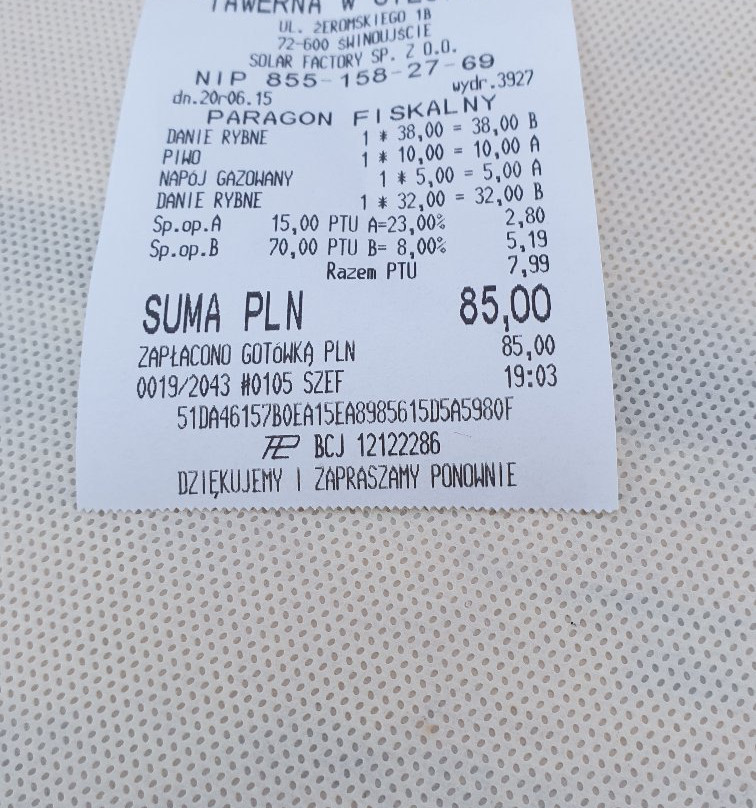 TAWERNA W
UL. ŻEROMSKIEGO 1B
72-600 ŚWINOUJŚCIE
SOLAR FACTORY SP. Z O.O.
NIP 855-158-27-69
dn.20r06.15 wydr.3927
PARAGON FISKALNY
DANIE RYBNE 1 * 38,00 = 38,00 B
PIWO 1 * 10,00 = 10,00 A
NAPÓJ GAZOWANY 1 * 5,00 = 5,00 A
DANIE RYBNE 1 * 32,00 = 32,00 B
Sp.op.A 15,00 PTU A=23,00% 2,80
Sp.op.B 70,00 PTU B= 8,00% 5,19
Razem PTU 7,99
SUMA PLN 85,00
ZAPŁACONO GOTÓWKĄ PLN 85,00
0019/2043 #0105 SZEF 19:03
51DA46157B0EA15EA8985615D5A5980F
BCJ 12122286
DZIĘKUJEMY I ZAPRASZAMY PONOWNIE